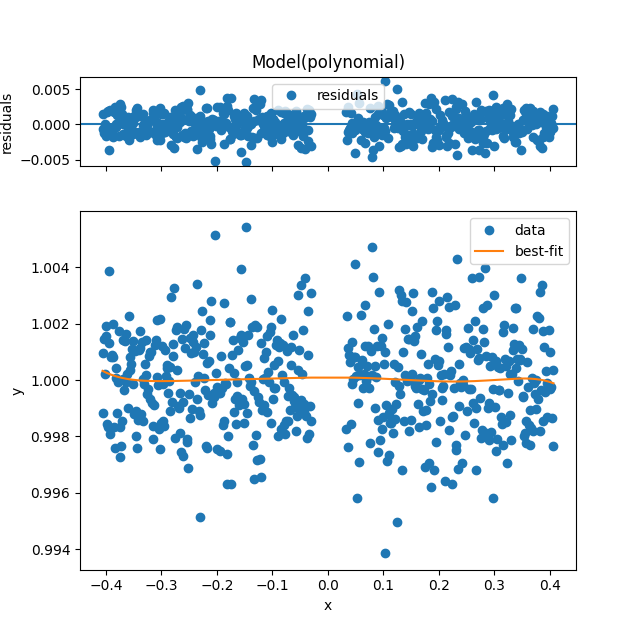 Model(polynomial)
residuals
0.005
0.000
−0.005
residuals
data
best-fit
y
1.004
1.002
1.000
0.998
0.996
0.994
−0.4 −0.3 −0.2 −0.1 0.0 0.1 0.2 0.3 0.4
x